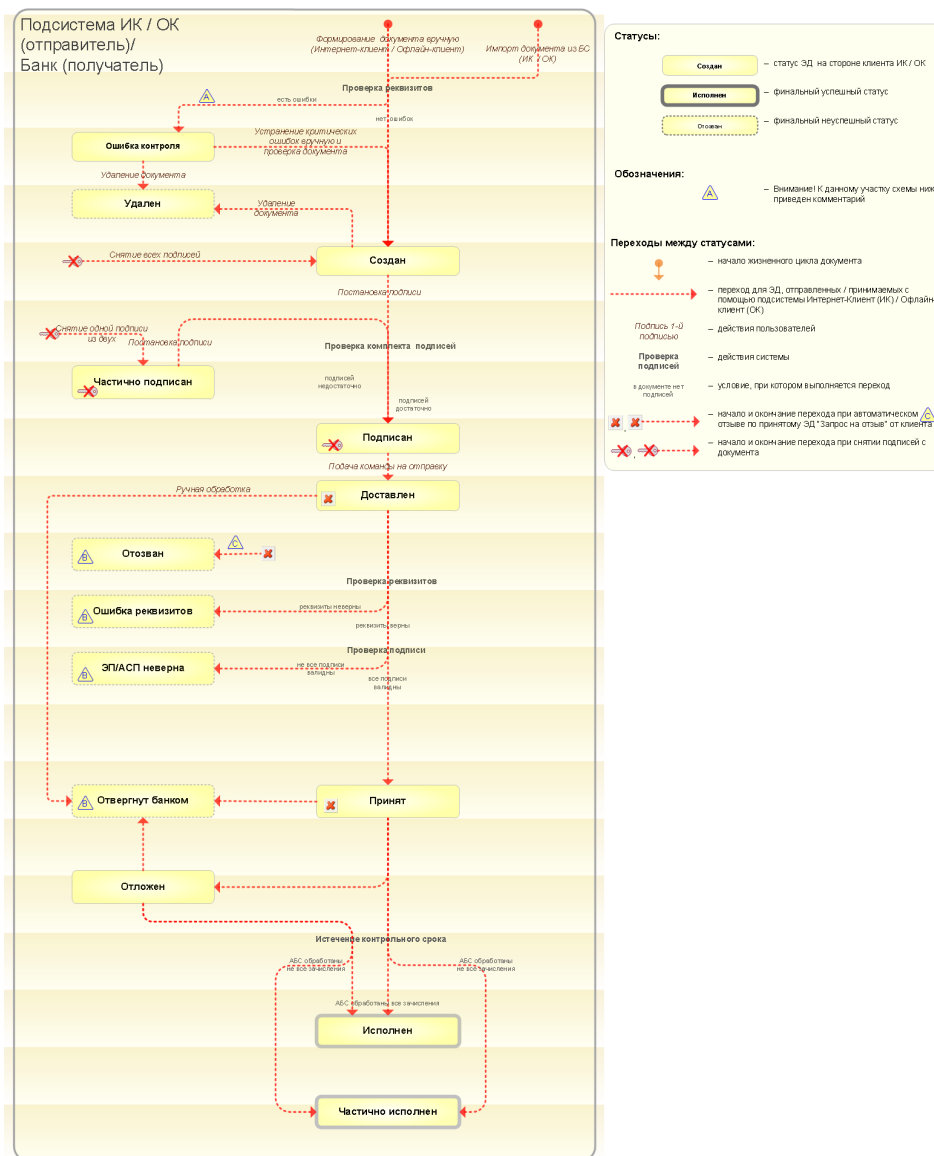 Подсистема ИК / ОК
(отправитель)/
Банк (получатель)
Формирование документа вручную
(Интернет-клиент / Офлайн-клиент)
Импорт документа из БС
(ИК / ОК)
Проверка реквизитов
A
есть ошибки
нет ошибок
Ошибка контроля
Устранение критических
ошибок вручную и
проверка документа
Удаление документа
Удален
Удаление
документа
Снятие всех подписей
Создан
Постановка подписи
Снятие одной подписи
из двух
Постановка подписи
Проверка комплекта подписей
Частично подписан
подписей
недостаточно
подписей
достаточно
Подписан
Подача команды на отправку
Ручная обработка
Доставлен
B
Отозван
C
Проверка реквизитов
B
Ошибка реквизитов
реквизиты неверны
реквизиты верны
Проверка подписи
B
ЭП/АСП неверна
не все подписи
валидны
все подписи
валидны
B
Отвергнут банком
Принят
Отложен
Истечение контрольного срока
АБС обработаны
не все зачисления
АБС обработаны
не все зачисления
АБС обработаны все зачисления
Исполнен
Частично исполнен
Статусы:
Создан
– статус ЭД на стороне клиента ИК / ОК
Исполнен
– финальный успешный статус
Отозван
– финальный неуспешный статус
Обозначения:
A
– Внимание! К данному участку схемы ниж
приведен комментарий
Переходы между статусами:
– начало жизненного цикла документа
– переход для ЭД, отправленных / принимаемых с
помощью подсистемы Интернет-Клиент (ИК) / Офлайн-
клиент (ОК)
Подпись 1-й
подписью
– действия пользователей
Проверка
подписей
– действия системы
в документе нет
подписей
– условие, при котором выполняется переход
,
– начало и окончание перехода при автоматическом
отзыве по принятому ЭД "Запрос на отзыв" от клиента
C
,
– начало и окончание перехода при снятии подписей с
документа